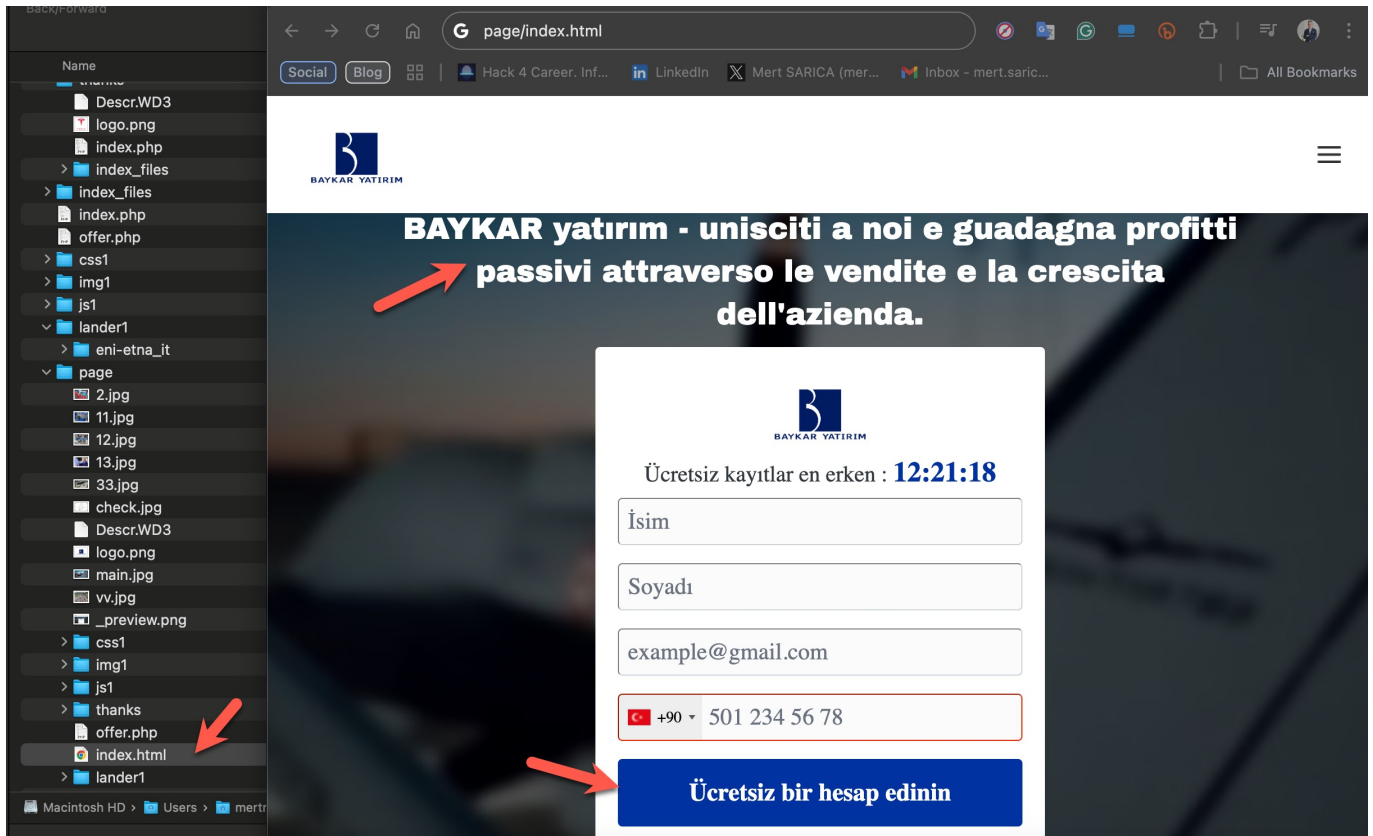 Back/Forward
Name
thanks
Descr.WD3
logo.png
index.php
index_files
index_files
index.php
offer.php
css1
img1
js1
lander1
eni-etna_it
page
2.jpg
11.jpg
12.jpg
13.jpg
33.jpg
check.jpg
Descr.WD3
logo.png
main.jpg
vv.jpg
_preview.png
css1
img1
js1
thanks
offer.php
index.html
lander1
Macintosh HD › Users › mertr
page/index.html
Social Blog Hack 4 Career. Inf... LinkedIn Mert SARICA (mer... Inbox - mert.saric... All Bookmarks
BAYKAR YATIRIM
BAYKAR yatırım - unisciti a noi e guadagna profitti
passivi attraverso le vendite e la crescita
dell'azienda.
BAYKAR YATIRIM
Ücretsiz kayıtlar en erken : 12:21:18
İsim
Soyadı
example@gmail.com
+90 501 234 56 78
Ücretsiz bir hesap edinin